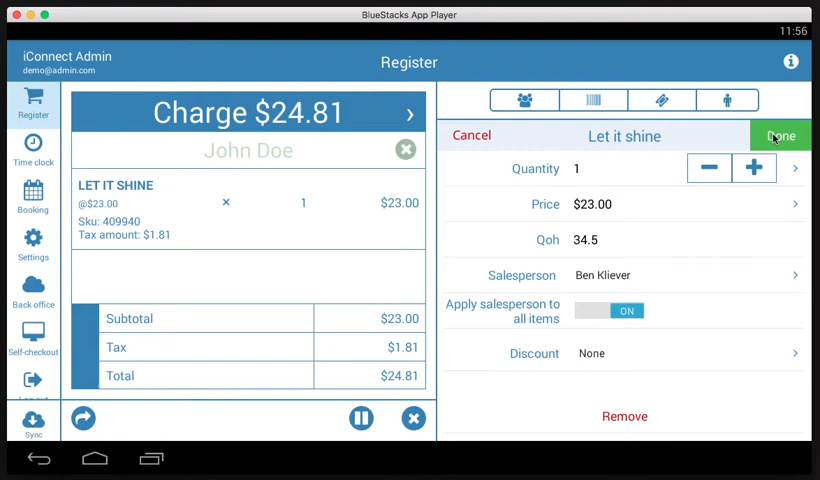 BlueStacks App Player
11:56
iConnect Admin
demo@admin.com
Register
Register
Time clock
Booking
Settings
Back office
Self-checkout
Sync
Charge $24.81
John Doe
LET IT SHINE
@$23.00 × 1 $23.00
Sku: 409940
Tax amount: $1.81
Subtotal $23.00
Tax $1.81
Total $24.81
Cancel Let it shine Done
Quantity 1
Price $23.00
Qoh 34.5
Salesperson Ben Kliever
Apply salesperson to
all items ON
Discount None
Remove